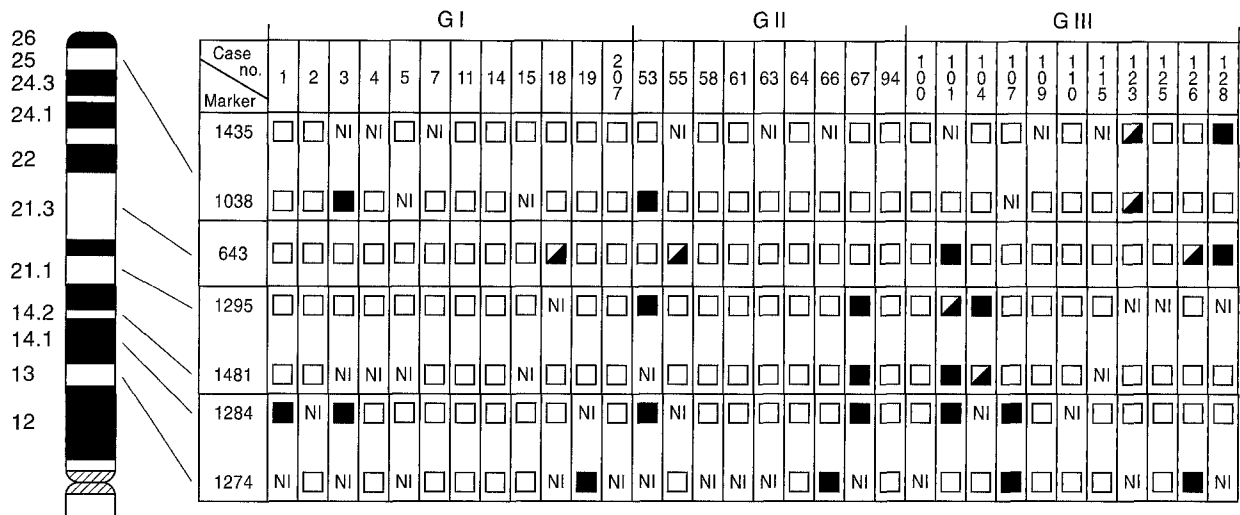 G I G II G III
26
25
24.3
24.1
22
21.3
21.1
14.2
14.1
13
12
Case no. 1 2 3 4 5 7 11 14 15 18 19 207 53 55 58 61 63 64 66 67 94 100 101 104 107 109 110 115 123 125 126 128
Marker
1435 NI NI NI NI NI NI NI NI NI
1038 NI NI NI
643
1295 NI NI NI NI
1481 NI NI NI NI NI NI
1284 NI NI NI NI NI
1274 NI NI NI NI NI NI NI NI NI NI NI NI NI